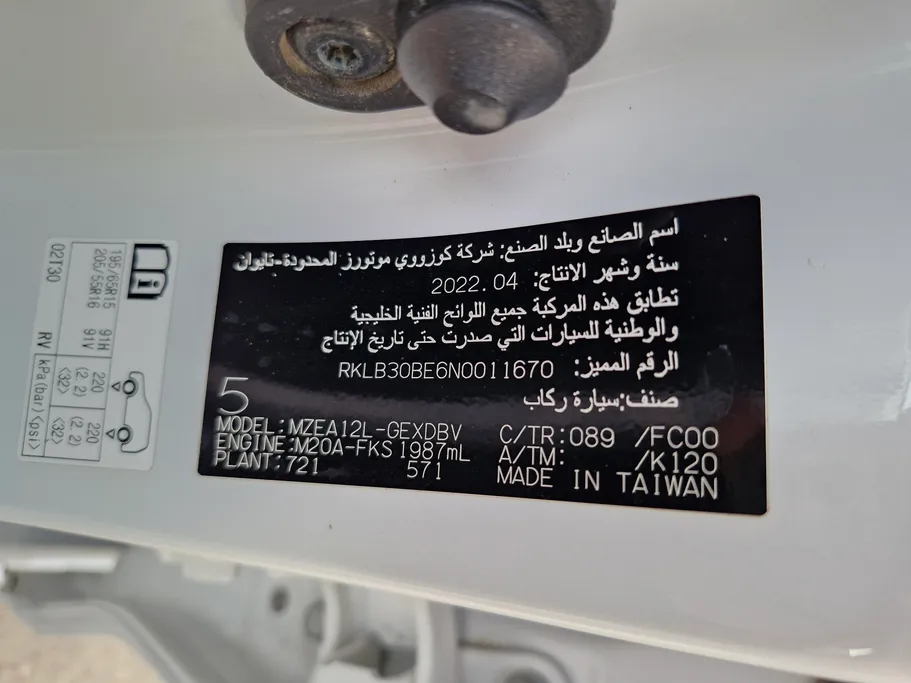 اسم الصانع وبلد الصنع: شركة كوزووي موتورز المحدودة-تايوان
سنة وشهر الانتاج: 2022.04
تطابق هذه المركبة جميع اللوائح الفنية الخليجية
والوطنية للسيارات التي صدرت حتى تاريخ الإنتاج
الرقم المميز: RKLB30BE6N0011670
صنف:سيارة ركاب
5
MODEL:MZEA12L-GEXDBV C/TR:089 /FC00
ENGINE:M20A-FKS 1987mL A/TM: /K120
PLANT:721 571 MADE IN TAIWAN
195/65R15 91H 220 (2.2) <32> 220 (2.2) <32>
205/55R16 91V
02T30 RV kPa(bar)<psi>